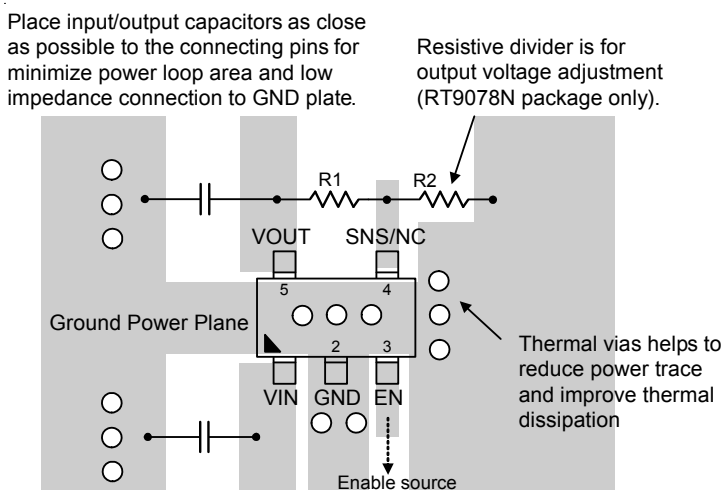 Place input/output capacitors as close
as possible to the connecting pins for
minimize power loop area and low
impedance connection to GND plate.
Resistive divider is for
output voltage adjustment
(RT9078N package only).
R1
R2
VOUT
SNS/NC
5
4
Ground Power Plane
2
3
VIN
GND
EN
Thermal vias helps to
reduce power trace
and improve thermal
dissipation
Enable source